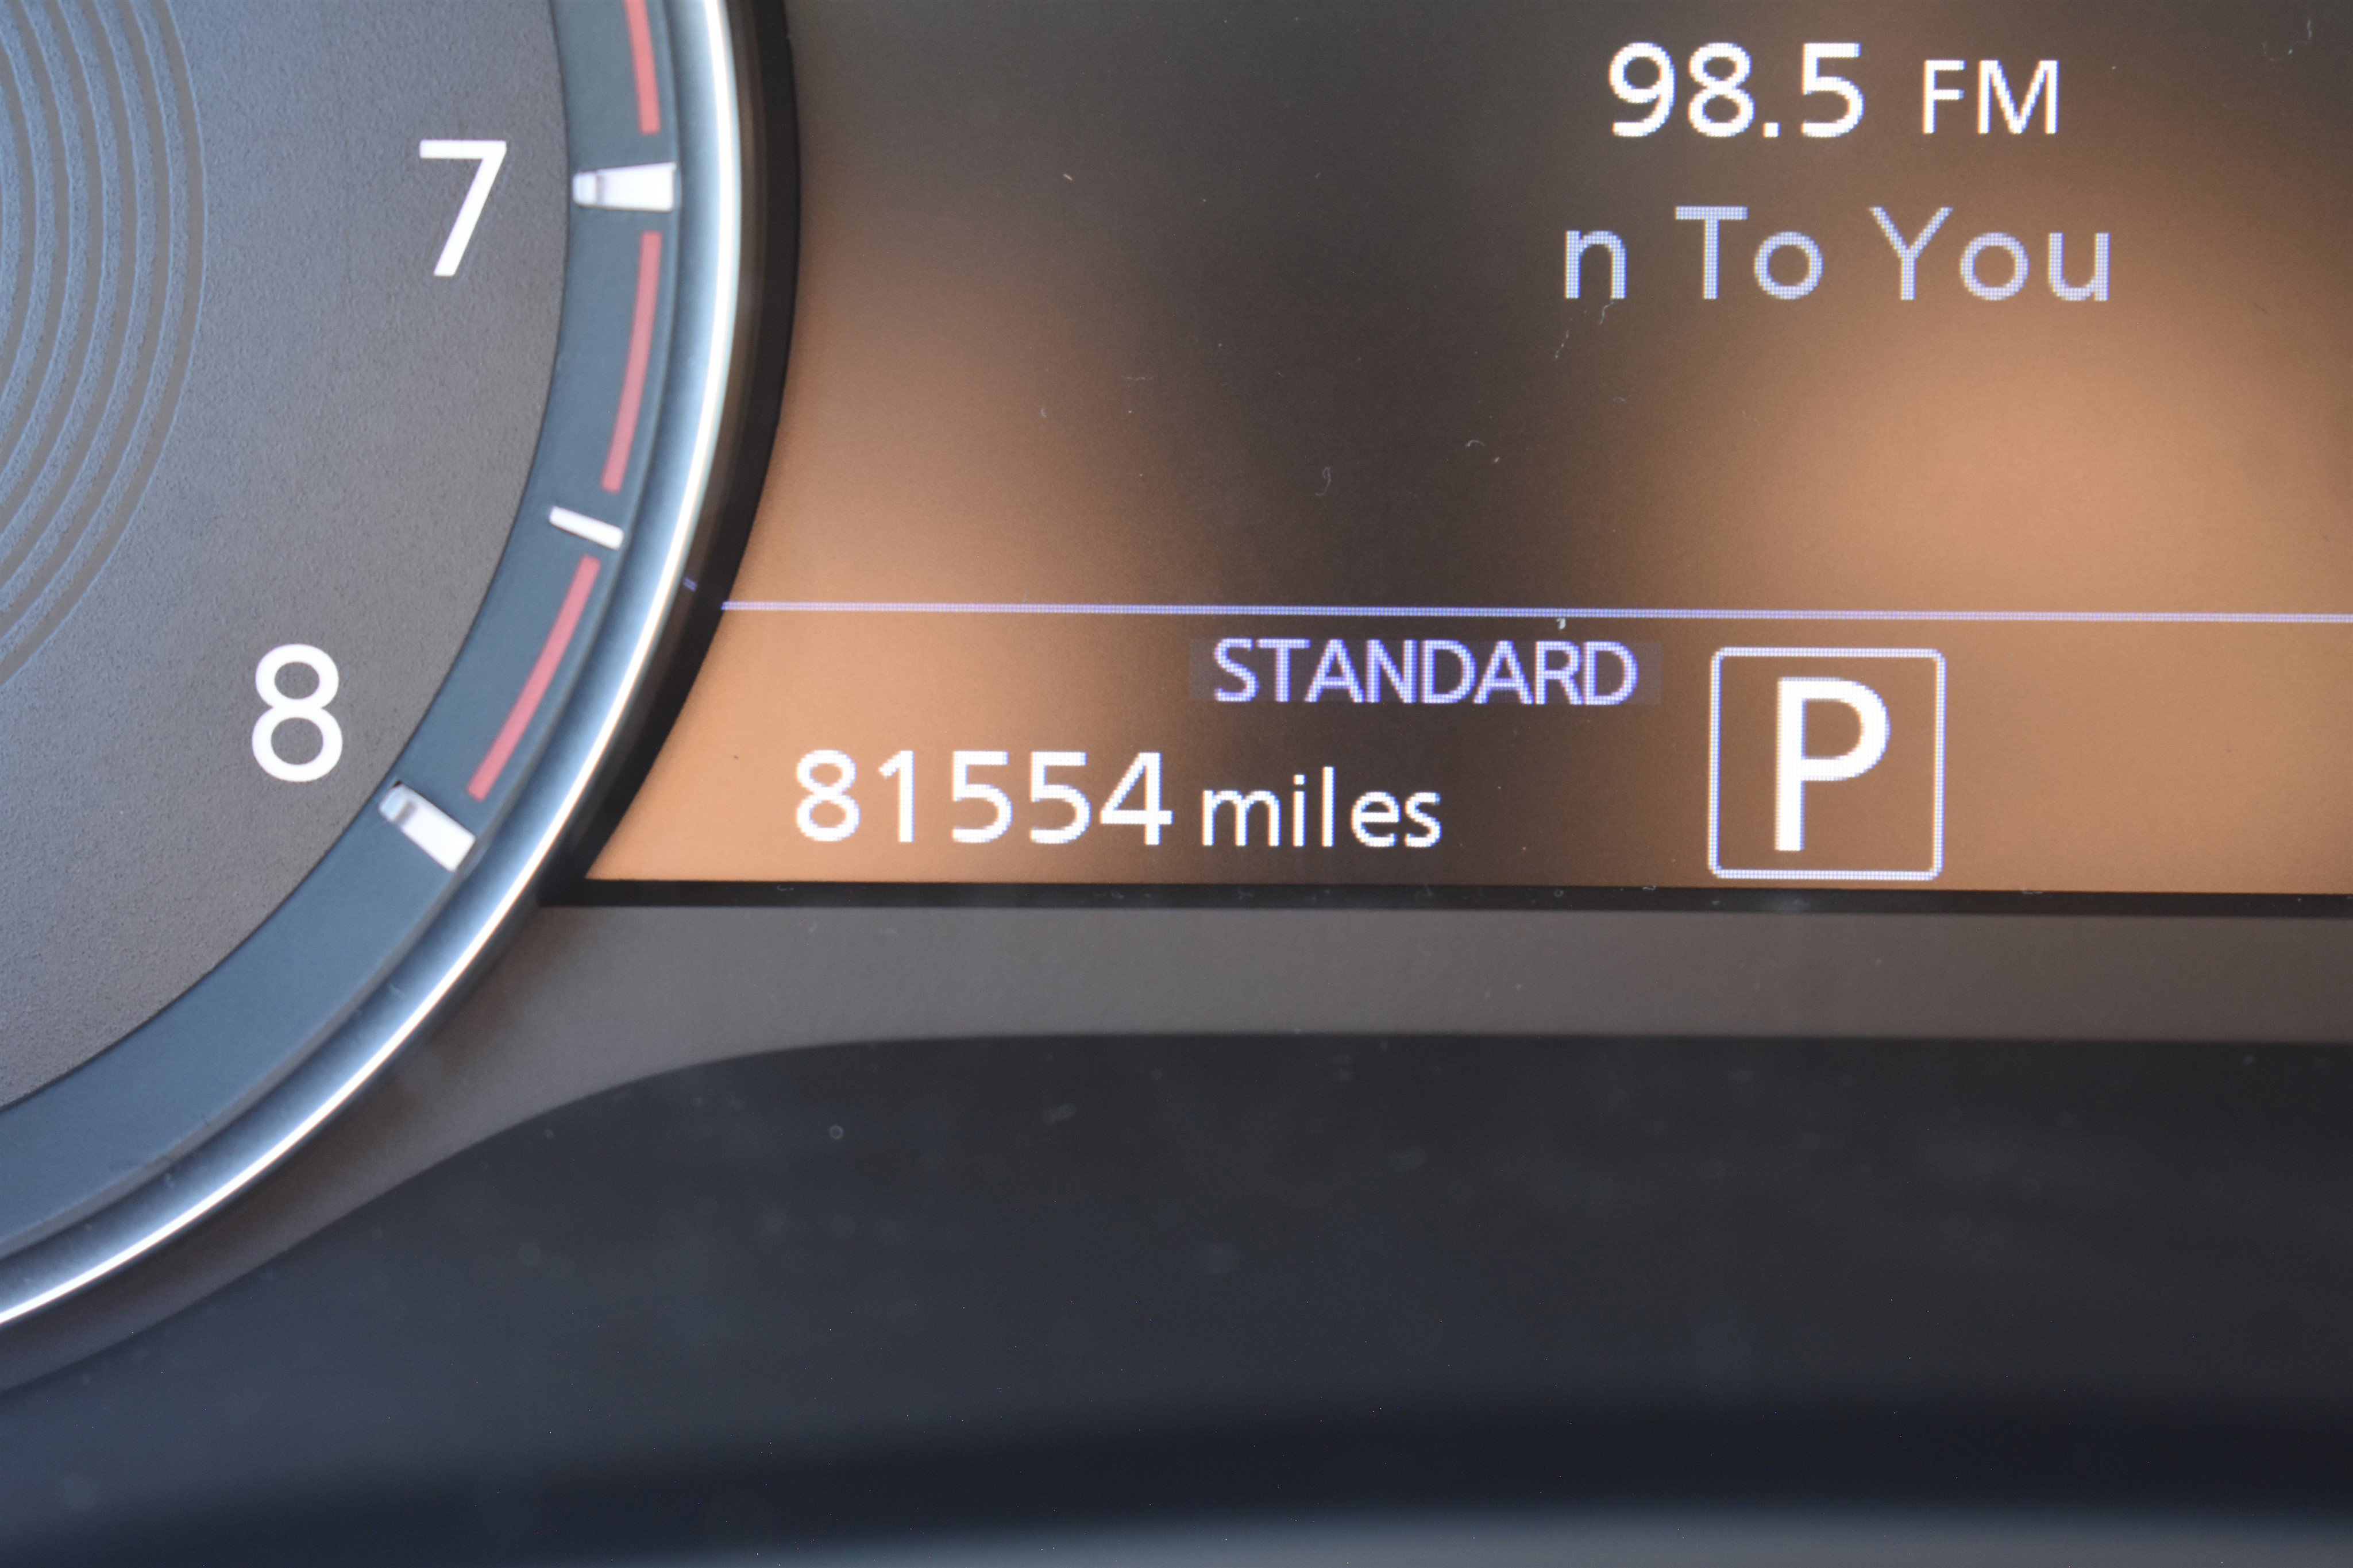 98.5 FM
n To You
7
8
STANDARD
P
81554 miles